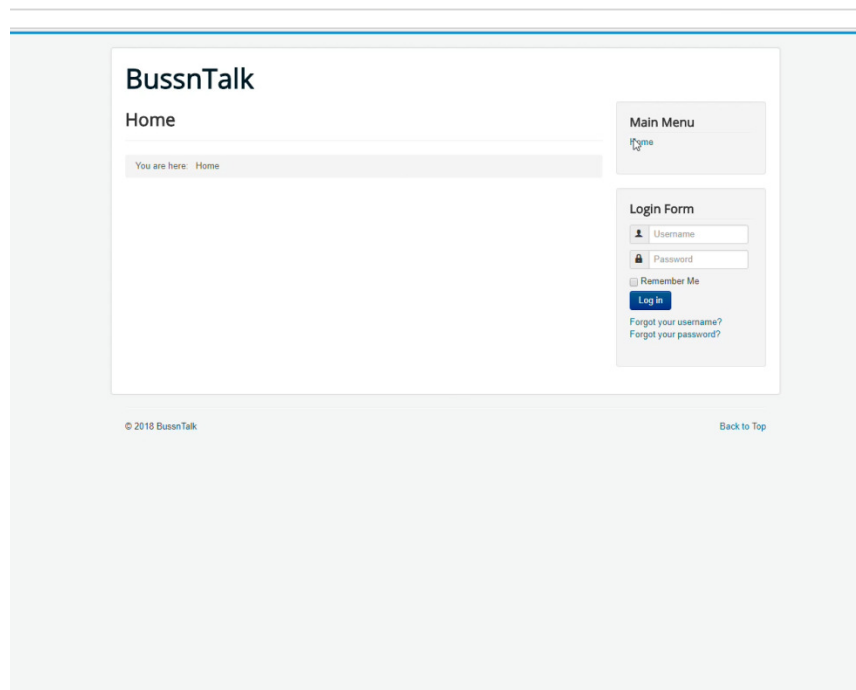 BussnTalk
Home
You are here: Home
Main Menu
Home
Login Form
Username
Password
Remember Me
Log in
Forgot your username?
Forgot your password?
© 2018 BussnTalk
Back to Top